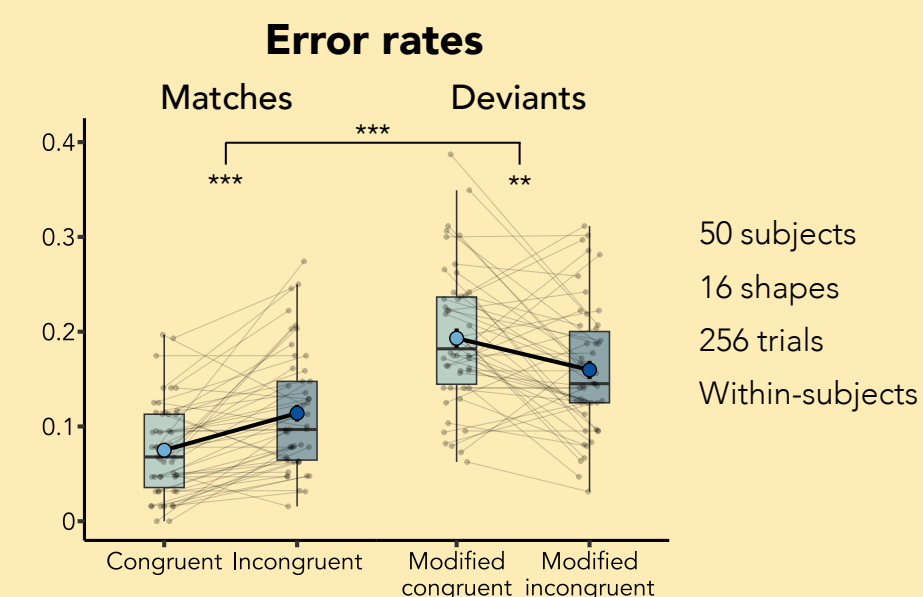 Error rates
Matches
Deviants
***
***
**
0.4
0.3
0.2
0.1
0
Congruent
Incongruent
Modified congruent
Modified incongruent
50 subjects
16 shapes
256 trials
Within-subjects